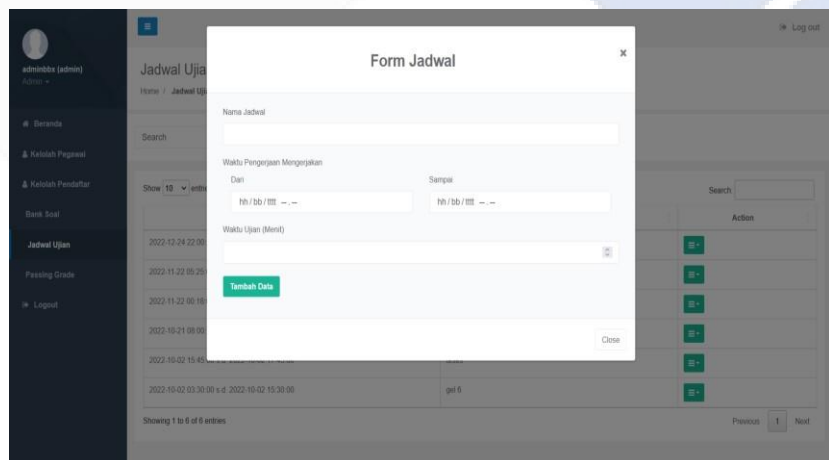 adminbbx (admin)
Admin
Beranda
Kelolah Pegawai
Kelolah Pendaftar
Bank Soal
Jadwal Ujian
Passing Grade
Logout
Log out
Jadwal Ujia
Home / Jadwal Uji
Search
Show 10 entrie
Search:
Action
2022-12-24 22:00:
2022-11-22 05:25:
2022-11-22 00:19:
2022-10-21 08:00:
2022-10-02 15:45:
2022-10-02 03:30:00 s.d. 2022-10-02 15:30:00 gel fi
Showing 1 to 6 of 6 entries
Previous 1 Next
Form Jadwal
×
Nama Jadwal
Waktu Pengerjaan Mengerjakan
Dari Sampai
hh / bb / tttt --.-- hh / bb / tttt --.--
Waktu Ujian (Menit)
Tambah Data
Close